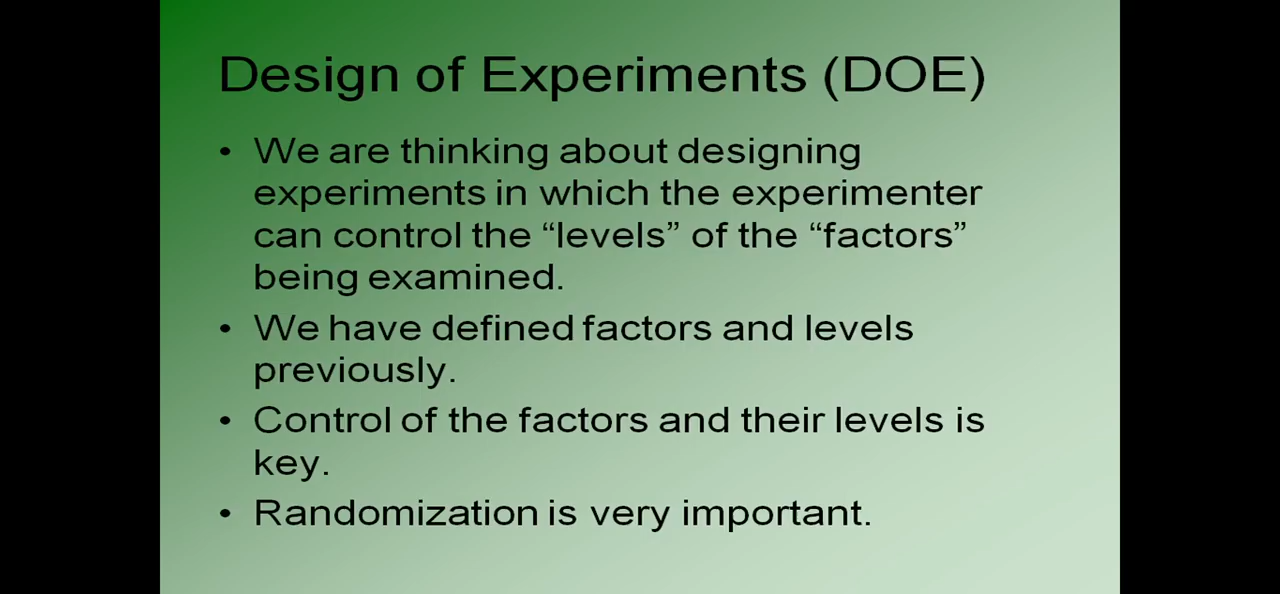 Design of Experiments (DOE)
• We are thinking about designing
experiments in which the experimenter
can control the “levels” of the “factors”
being examined.
• We have defined factors and levels
previously.
• Control of the factors and their levels is
key.
• Randomization is very important.